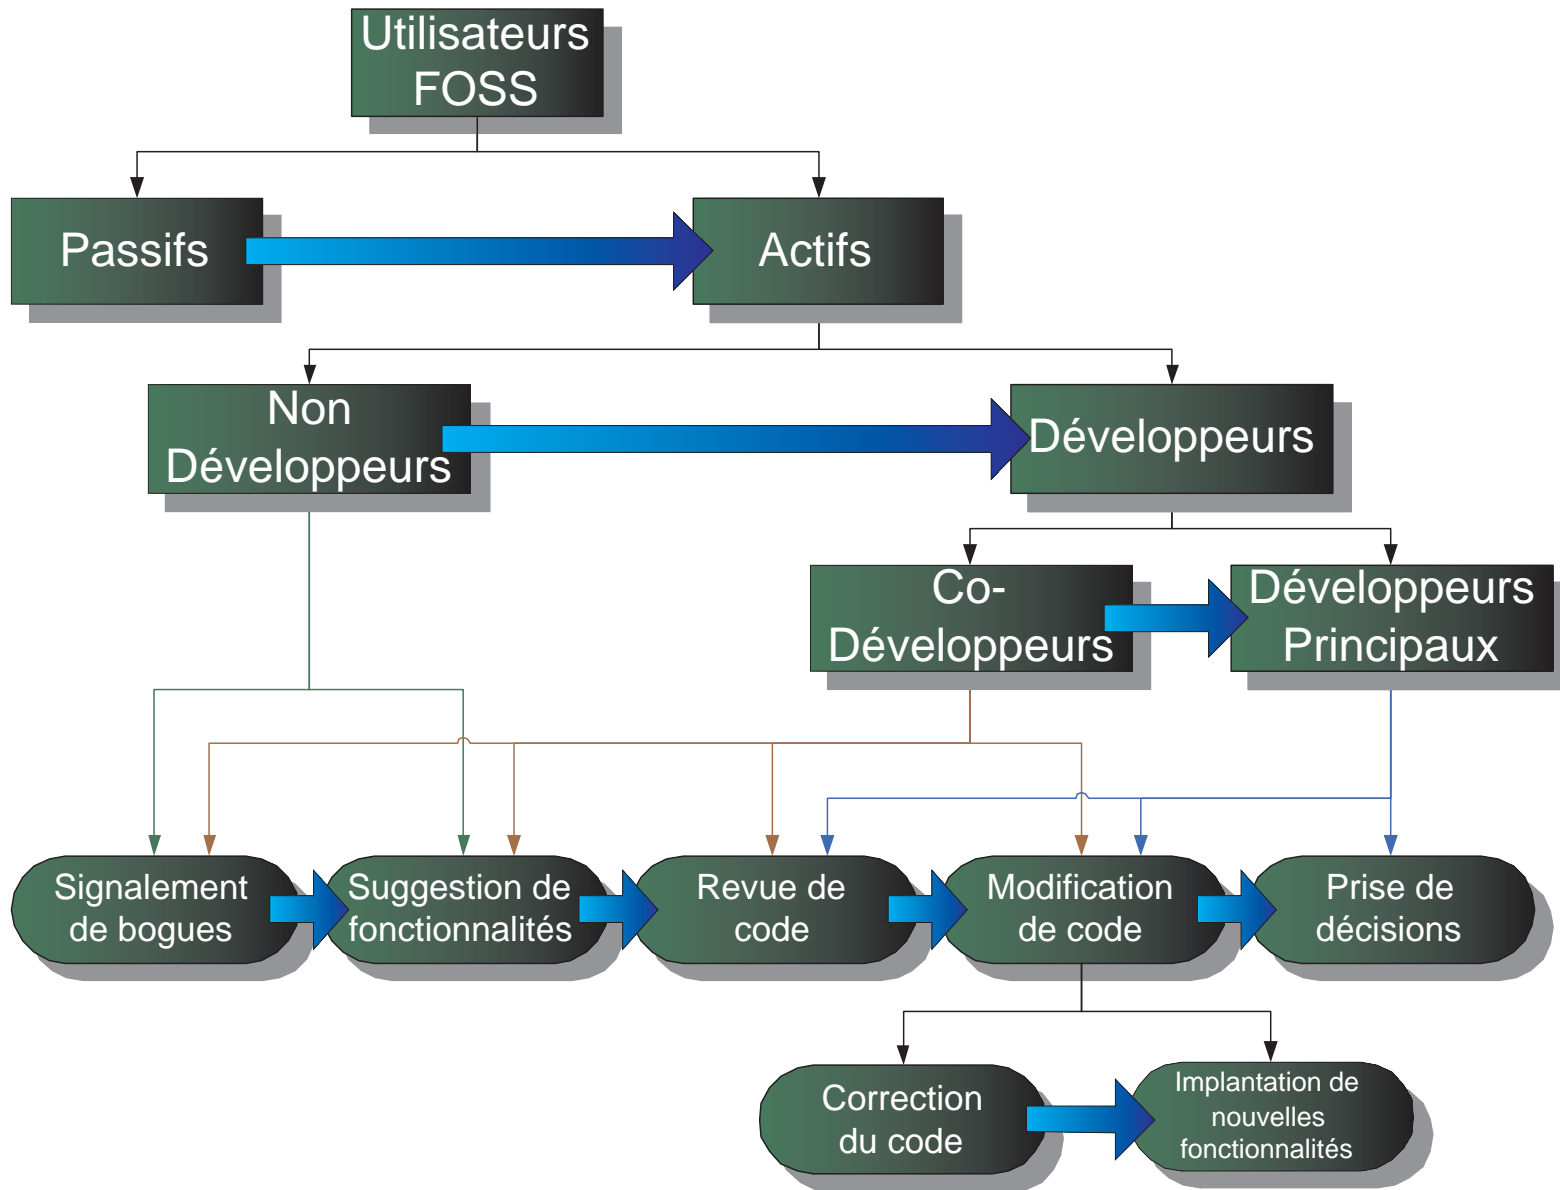 Utilisateurs
FOSS
Passifs
Actifs
Non
Développeurs
Développeurs
Co-
Développeurs
Développeurs
Principaux
Signalement
de bogues
Suggestion de
fonctionnalités
Revue de
code
Modification
de code
Prise de
décisions
Correction
du code
Implantation de
nouvelles
fonctionnalités